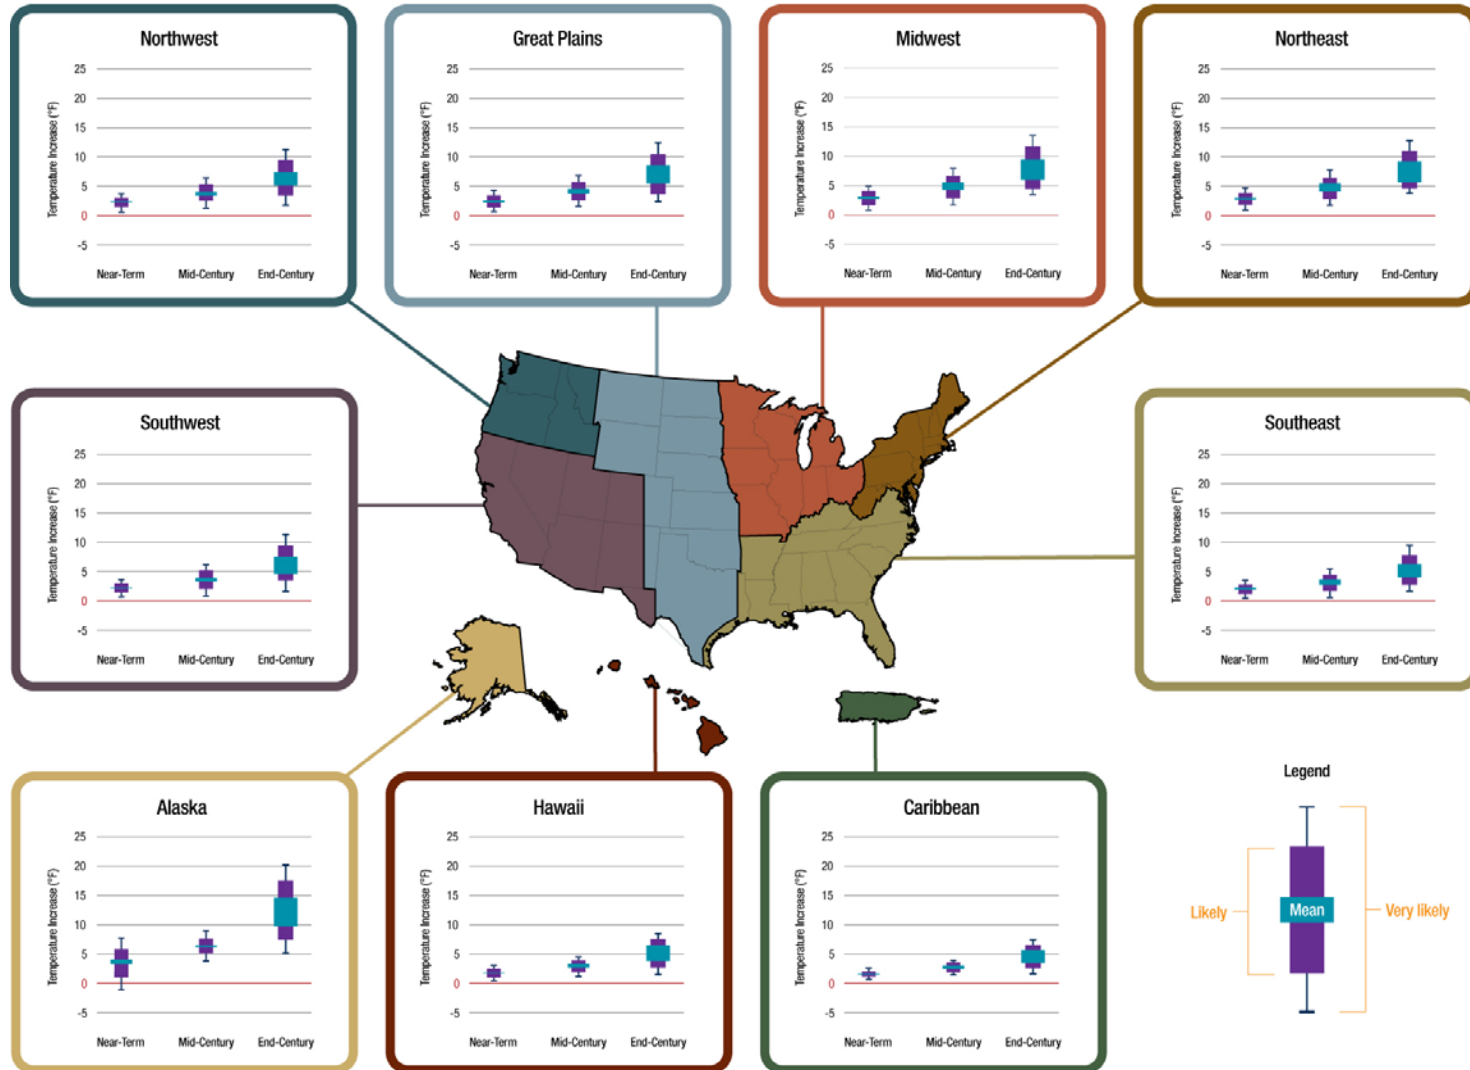 Northwest
Temperature Increase (°F)
25
20
15
10
5
0
-5
Near-Term Mid-Century End-Century
Great Plains
Temperature Increase (°F)
25
20
15
10
5
0
-5
Near-Term Mid-Century End-Century
Midwest
Temperature Increase (°F)
25
20
15
10
5
0
-5
Near-Term Mid-Century End-Century
Northeast
Temperature Increase (°F)
25
20
15
10
5
0
-5
Near-Term Mid-Century End-Century
Southwest
Temperature Increase (°F)
25
20
15
10
5
0
-5
Near-Term Mid-Century End-Century
Southeast
Temperature Increase (°F)
25
20
15
10
5
0
-5
Near-Term Mid-Century End-Century
Alaska
Temperature Increase (°F)
25
20
15
10
5
0
-5
Near-Term Mid-Century End-Century
Hawaii
Temperature Increase (°F)
25
20
15
10
5
0
-5
Near-Term Mid-Century End-Century
Caribbean
Temperature Increase (°F)
25
20
15
10
5
0
-5
Near-Term Mid-Century End-Century
Legend
Likely
Mean
Very likely